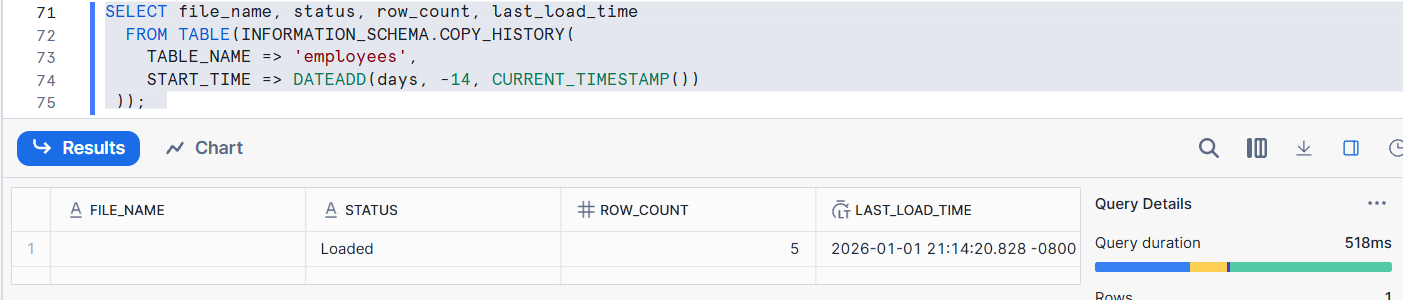 71 SELECT file_name, status, row_count, last_load_time
72 FROM TABLE(INFORMATION_SCHEMA.COPY_HISTORY(
73 TABLE_NAME => 'employees',
74 START_TIME => DATEADD(days, -14, CURRENT_TIMESTAMP())
75 ));
Results Chart
FILE_NAME STATUS ROW_COUNT LAST_LOAD_TIME
1 Loaded 5 2026-01-01 21:14:20.828 -0800
Query Details
Query duration 518ms
Rows 1